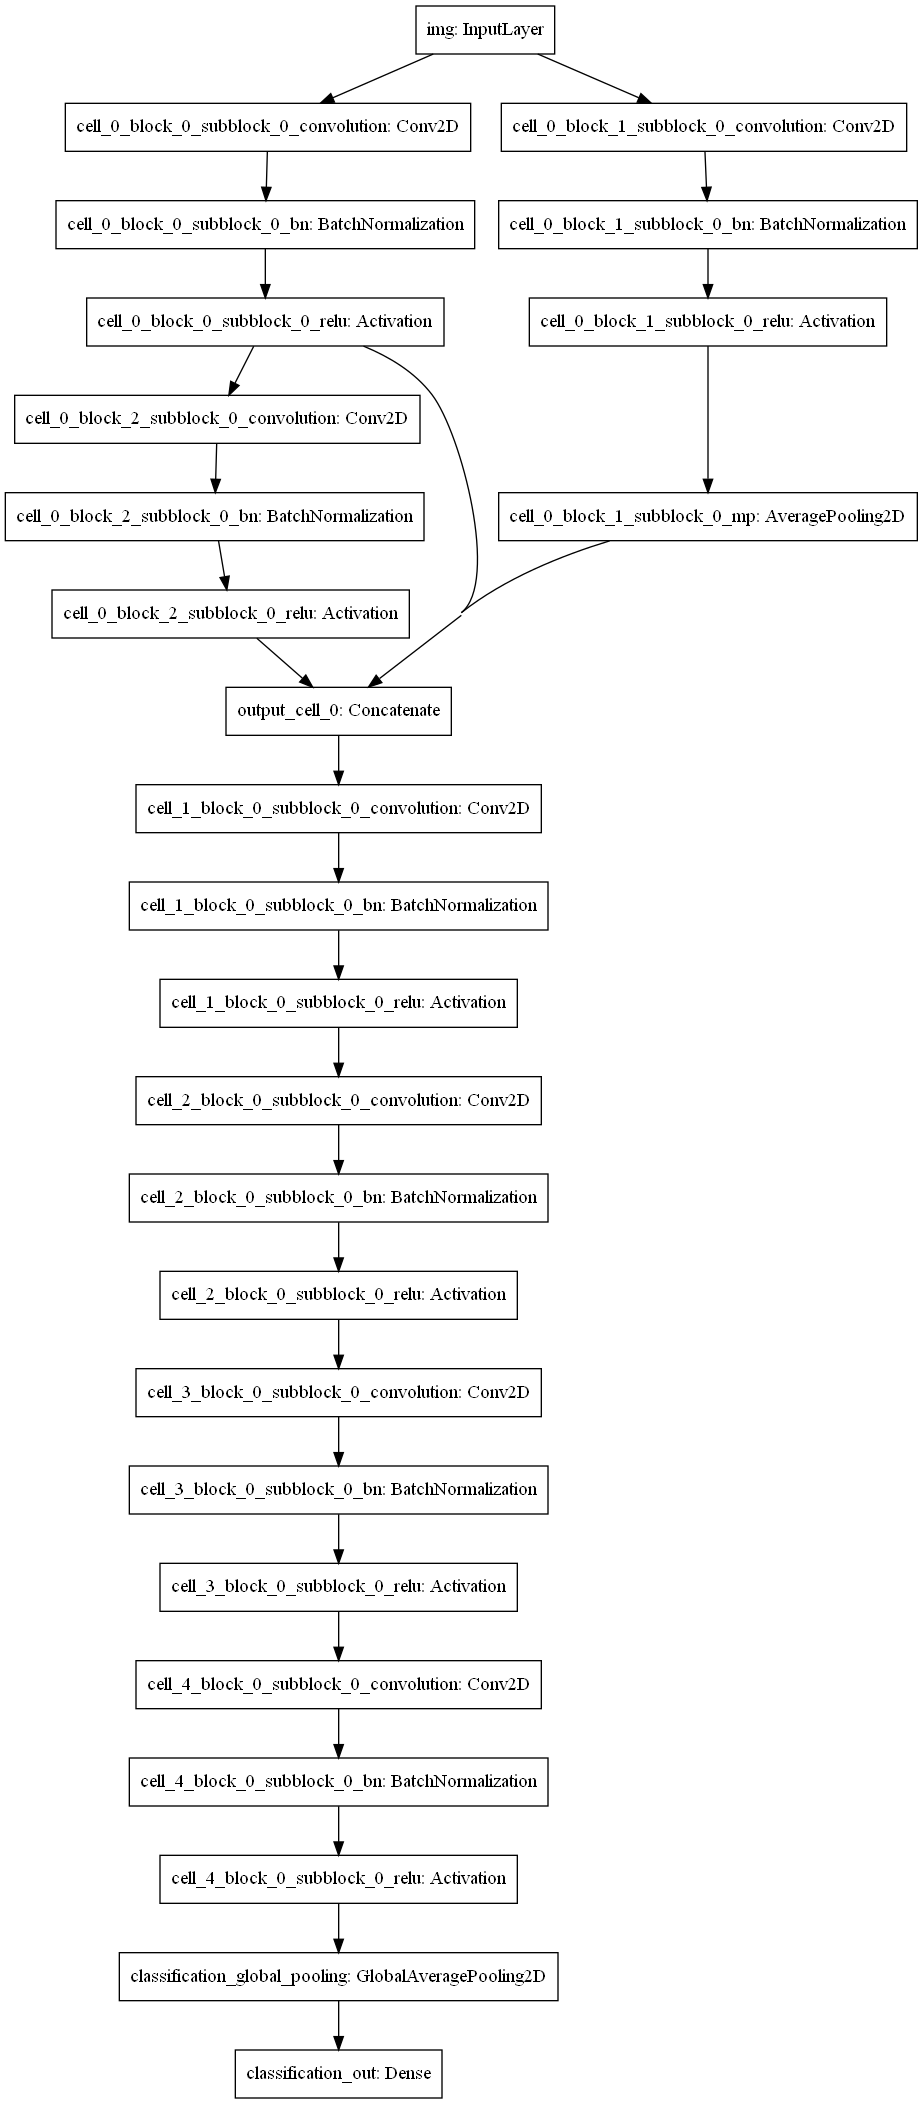 img: InputLayer
cell_0_block_0_subblock_0_convolution: Conv2D
cell_0_block_1_subblock_0_convolution: Conv2D
cell_0_block_0_subblock_0_bn: BatchNormalization
cell_0_block_1_subblock_0_bn: BatchNormalization
cell_0_block_0_subblock_0_relu: Activation
cell_0_block_1_subblock_0_relu: Activation
cell_0_block_2_subblock_0_convolution: Conv2D
cell_0_block_2_subblock_0_bn: BatchNormalization
cell_0_block_1_subblock_0_mp: AveragePooling2D
cell_0_block_2_subblock_0_relu: Activation
output_cell_0: Concatenate
cell_1_block_0_subblock_0_convolution: Conv2D
cell_1_block_0_subblock_0_bn: BatchNormalization
cell_1_block_0_subblock_0_relu: Activation
cell_2_block_0_subblock_0_convolution: Conv2D
cell_2_block_0_subblock_0_bn: BatchNormalization
cell_2_block_0_subblock_0_relu: Activation
cell_3_block_0_subblock_0_convolution: Conv2D
cell_3_block_0_subblock_0_bn: BatchNormalization
cell_3_block_0_subblock_0_relu: Activation
cell_4_block_0_subblock_0_convolution: Conv2D
cell_4_block_0_subblock_0_bn: BatchNormalization
cell_4_block_0_subblock_0_relu: Activation
classification_global_pooling: GlobalAveragePooling2D
classification_out: Dense